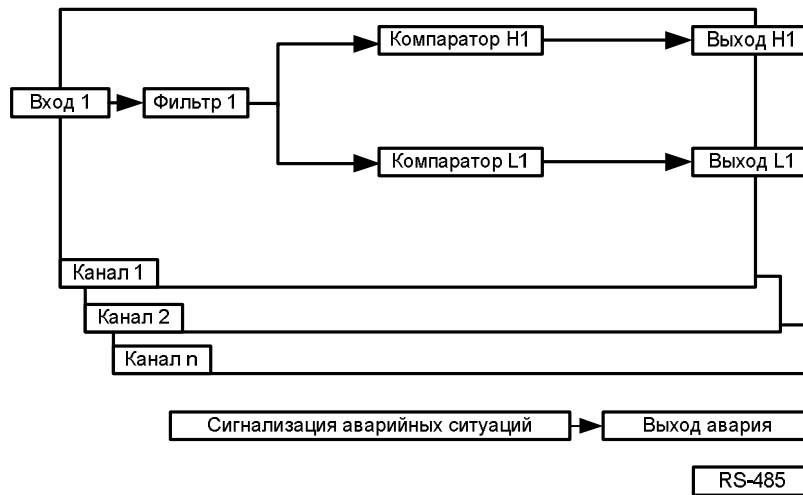 Компаратор H1
Выход H1
Вход 1
Фильтр 1
Компаратор L1
Выход L1
Канал 1
Канал 2
Канал n
Сигнализация аварийных ситуаций
Выход авария
RS-485